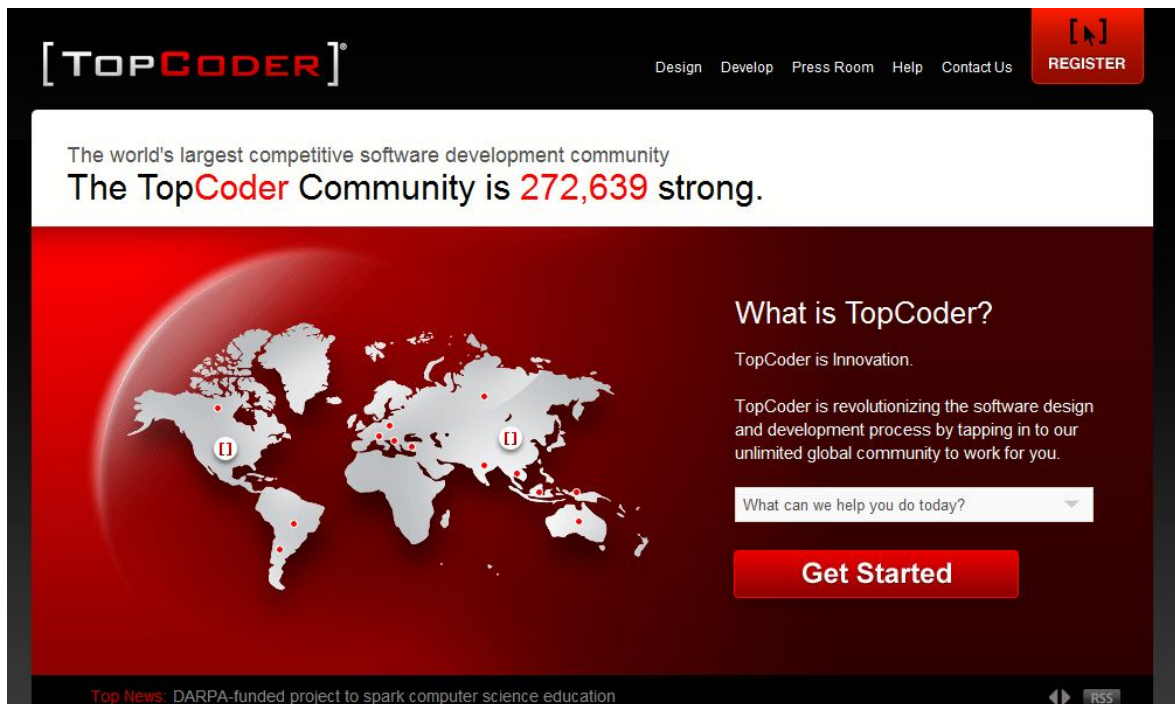 [TOPCODER]®
Design Develop Press Room Help Contact Us
[ ]
REGISTER
The world's largest competitive software development community
The TopCoder Community is 272,639 strong.
What is TopCoder?
TopCoder is Innovation.
TopCoder is revolutionizing the software design
and development process by tapping in to our
unlimited global community to work for you.
What can we help you do today?
Get Started
[]
[]
Top News: DARPA-funded project to spark computer science education
RSS